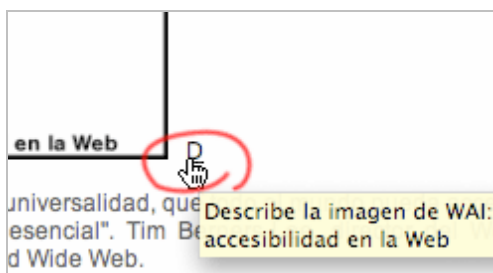 en la Web
D
universalidad, que
Describe la imagen de WAI:
esencial". Tim Be
accesibilidad en la Web
d Wide Web.